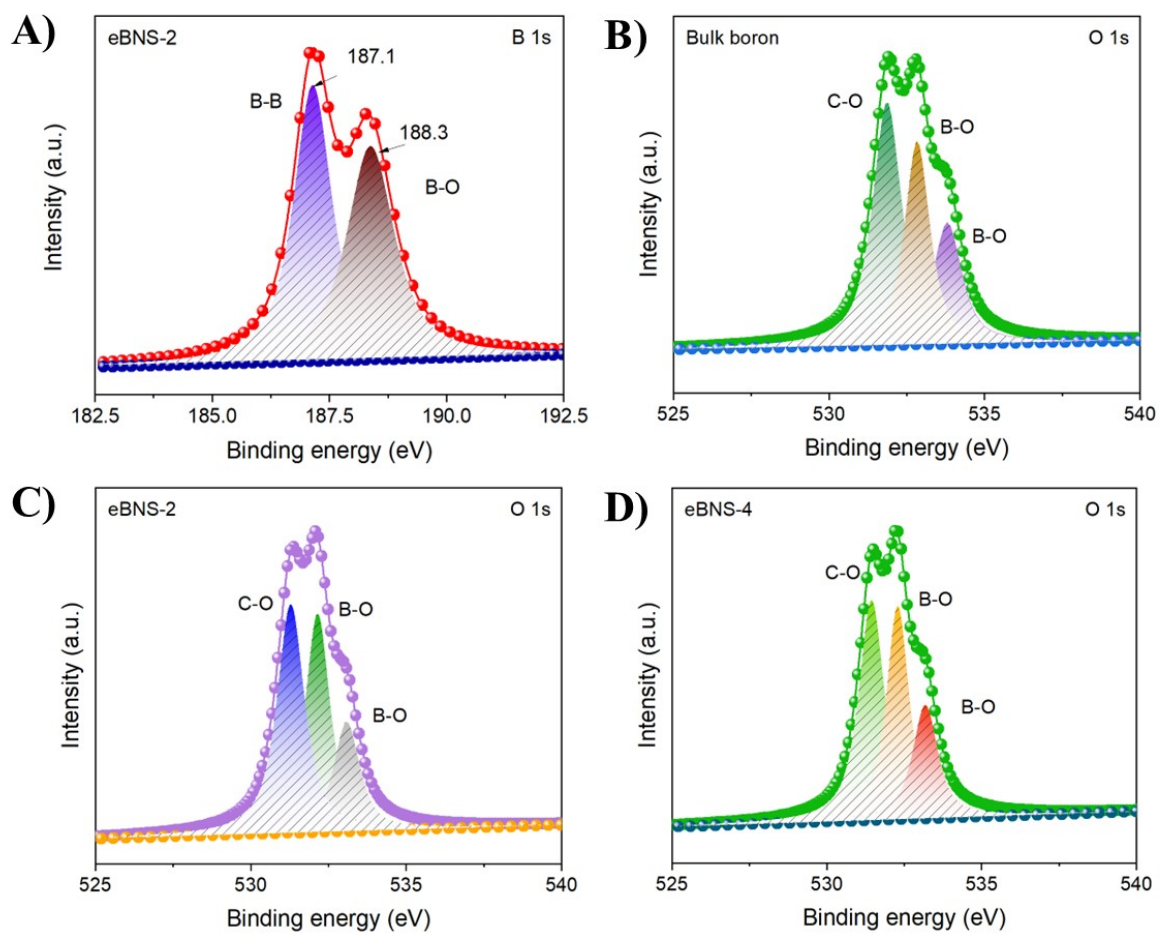 A)
eBNS-2
B 1s
187.1
B-B
188.3
B-O
Intensity (a.u.)
182.5 185.0 187.5 190.0 192.5
Binding energy (eV)
B)
Bulk boron
O 1s
C-O
B-O
B-O
Intensity (a.u.)
525 530 535 540
Binding energy (eV)
C)
eBNS-2
O 1s
C-O
B-O
B-O
Intensity (a.u.)
525 530 535 540
Binding energy (eV)
D)
eBNS-4
O 1s
C-O
B-O
B-O
Intensity (a.u.)
525 530 535 540
Binding energy (eV)